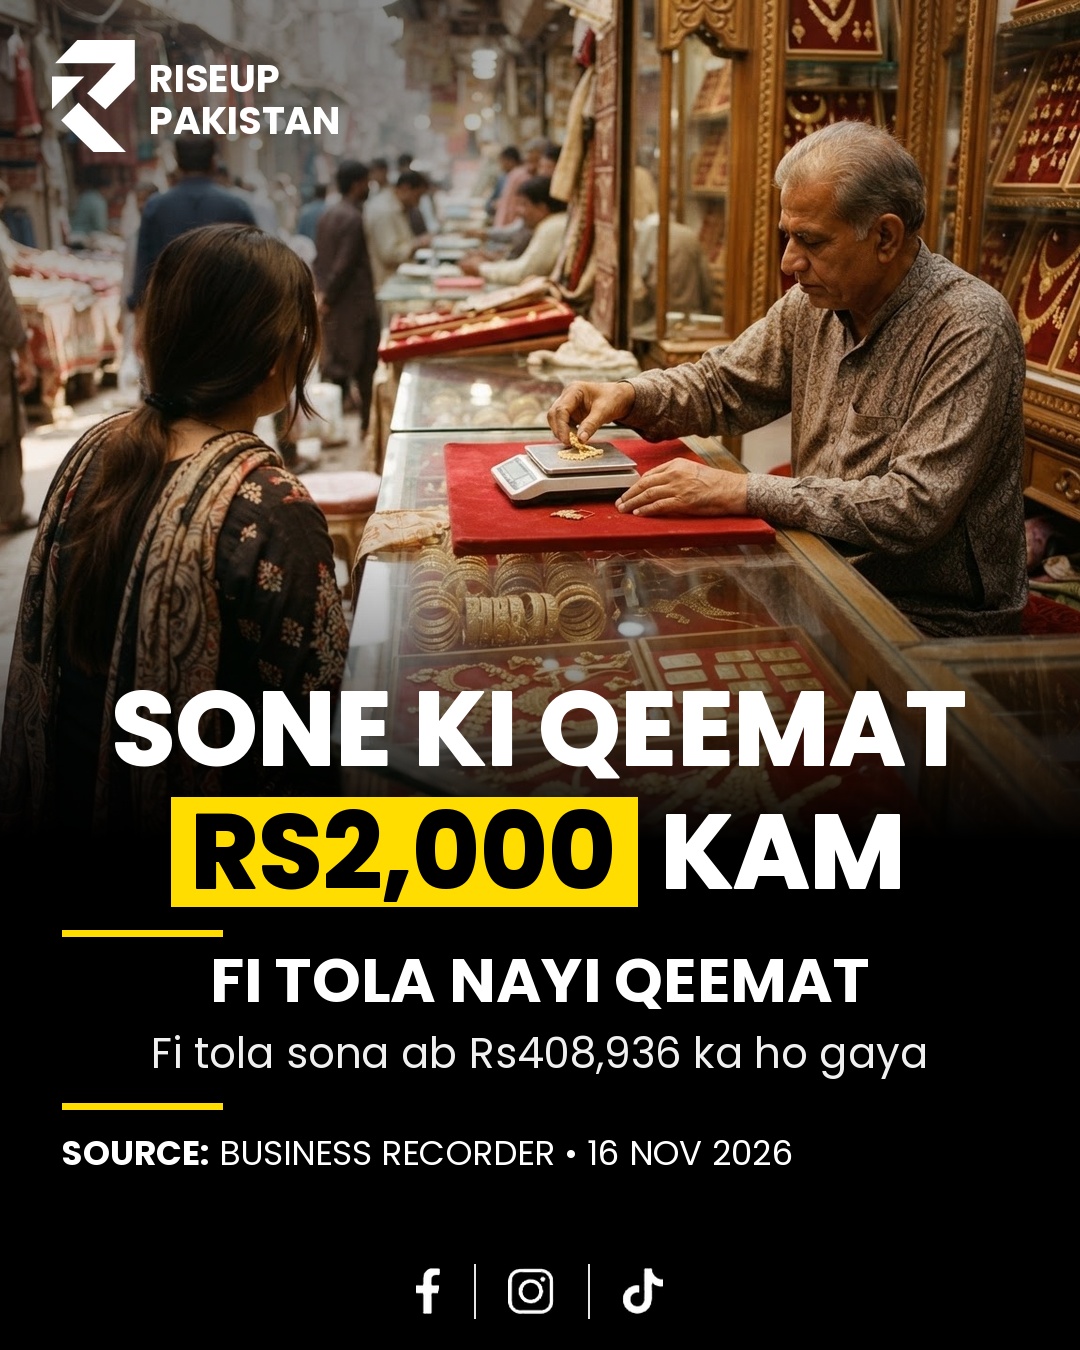 RISEUP
PAKISTAN
SONE KI QEEMAT
RS2,000 KAM
FI TOLA NAYI QEEMAT
Fi tola sona ab Rs408,936 ka ho gaya
SOURCE: BUSINESS RECORDER • 16 NOV 2026